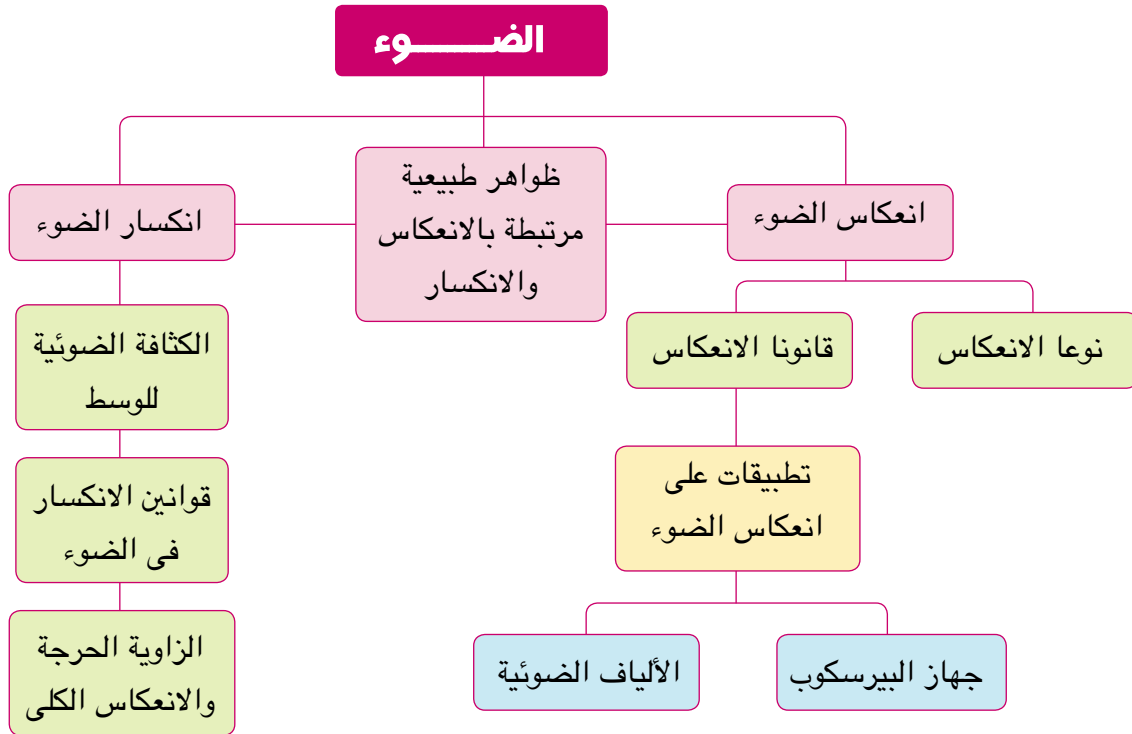 الضـــــــوء
انعكاس الضوء
ظواهر طبيعية
مرتبطة بالانعكاس
والانكسار
انكسار الضوء
نوعا الانعكاس
قانونا الانعكاس
تطبيقات على
انعكاس الضوء
جهاز البيرسكوب
الألياف الضوئية
الكثافة الضوئية
للوسط
قوانين الانكسار
فى الضوء
الزاوية الحرجة
والانعكاس الكلى